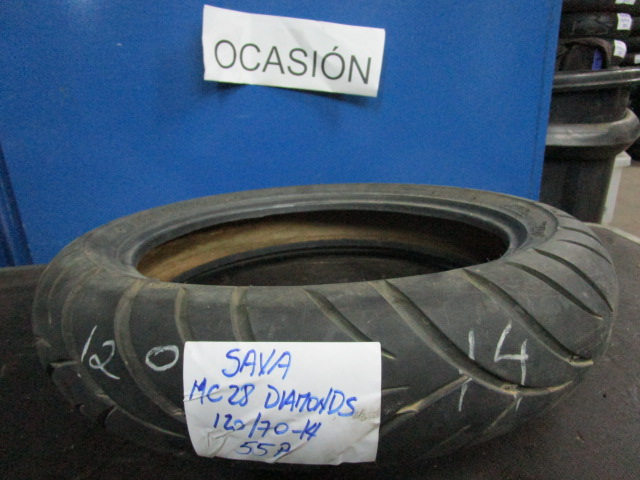 OCASIÓN
120
14
SAVA
MC28 DIAMONDS
120/70-14
55P